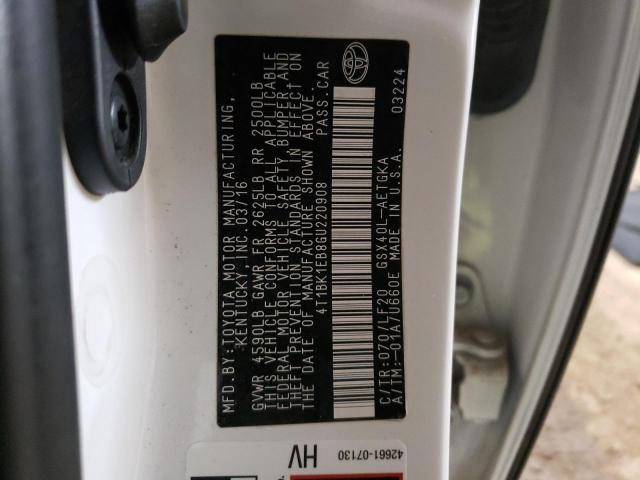 MFD.BY:TOYOTA MOTOR MANUFACTURING,
KENTUCKY, INC. 03/16
GVWR 4590LB GAWR FR 2625LB RR 2500LB
THIS VEHICLE CONFORMS TO ALL APPLICABLE
FEDERAL MOTOR VEHICLE SAFETY, BUMPER, AND
THEFT PREVENTION STANDARDS IN EFFECT ON
THE DATE OF MANUFACTURE SHOWN ABOVE.
4T1BK1EB8GU220908 PASS.CAR
C/TR:070/LF20 GSX40L-AETGKA
A/TM:-01A/U660E MADE IN U.S.A. 03224
42661-07130
HV